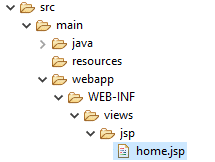 src
main
java
resources
webapp
WEB-INF
views
jsp
home.jsp